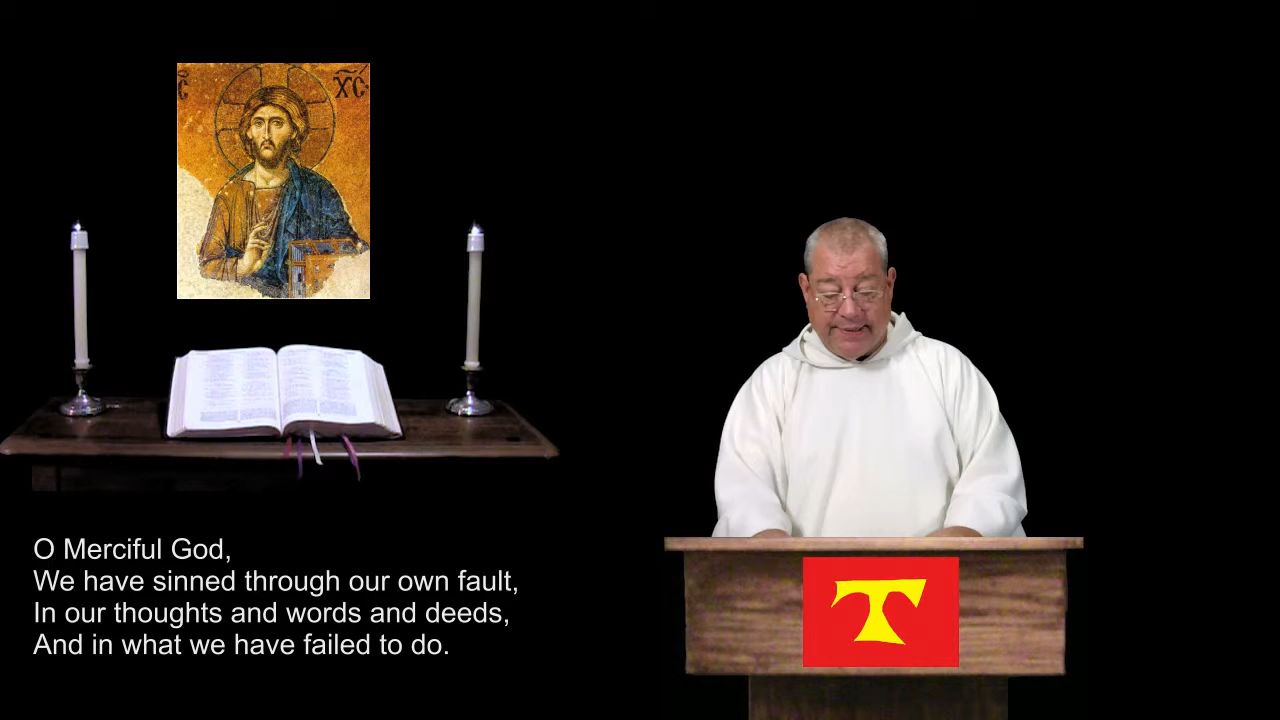 C
XC
O Merciful God,
We have sinned through our own fault,
In our thoughts and words and deeds,
And in what we have failed to do.
T